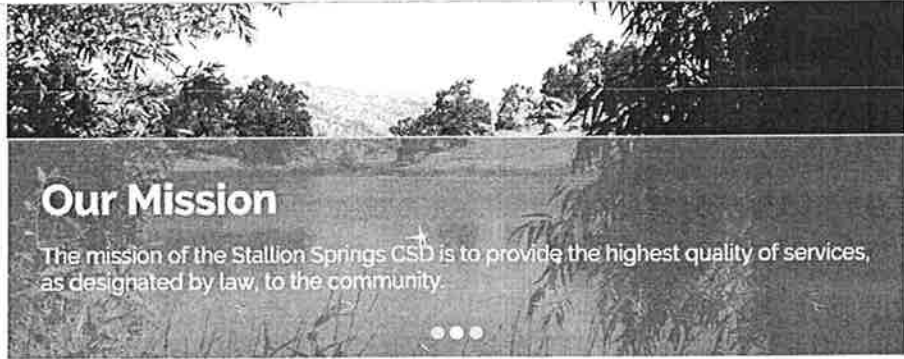 Our Mission
The mission of the Stallion Springs CSD is to provide the highest quality of services,
as designated by law, to the community.